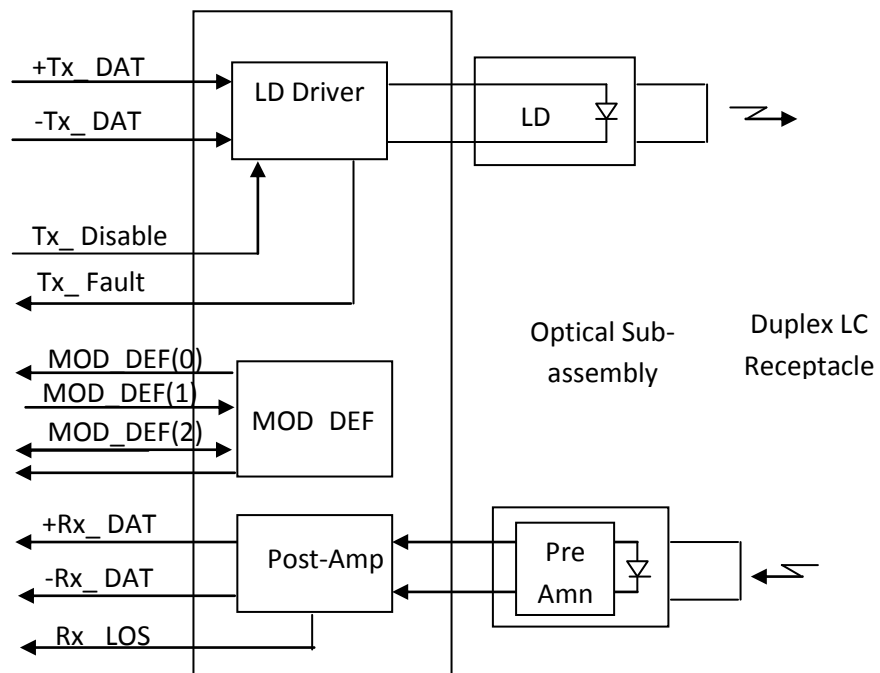 +Tx_ DAT
LD Driver
LD
-Tx_ DAT
Tx_ Disable
Tx_ Fault
Optical Sub-
assembly
Duplex LC
Receptacle
MOD_DEF(0)
MOD_DEF(1)
MOD_DEF(2)
MOD DEF
+Rx_ DAT
-Rx_ DAT
Rx LOS
Post-Amp
Pre
Amn